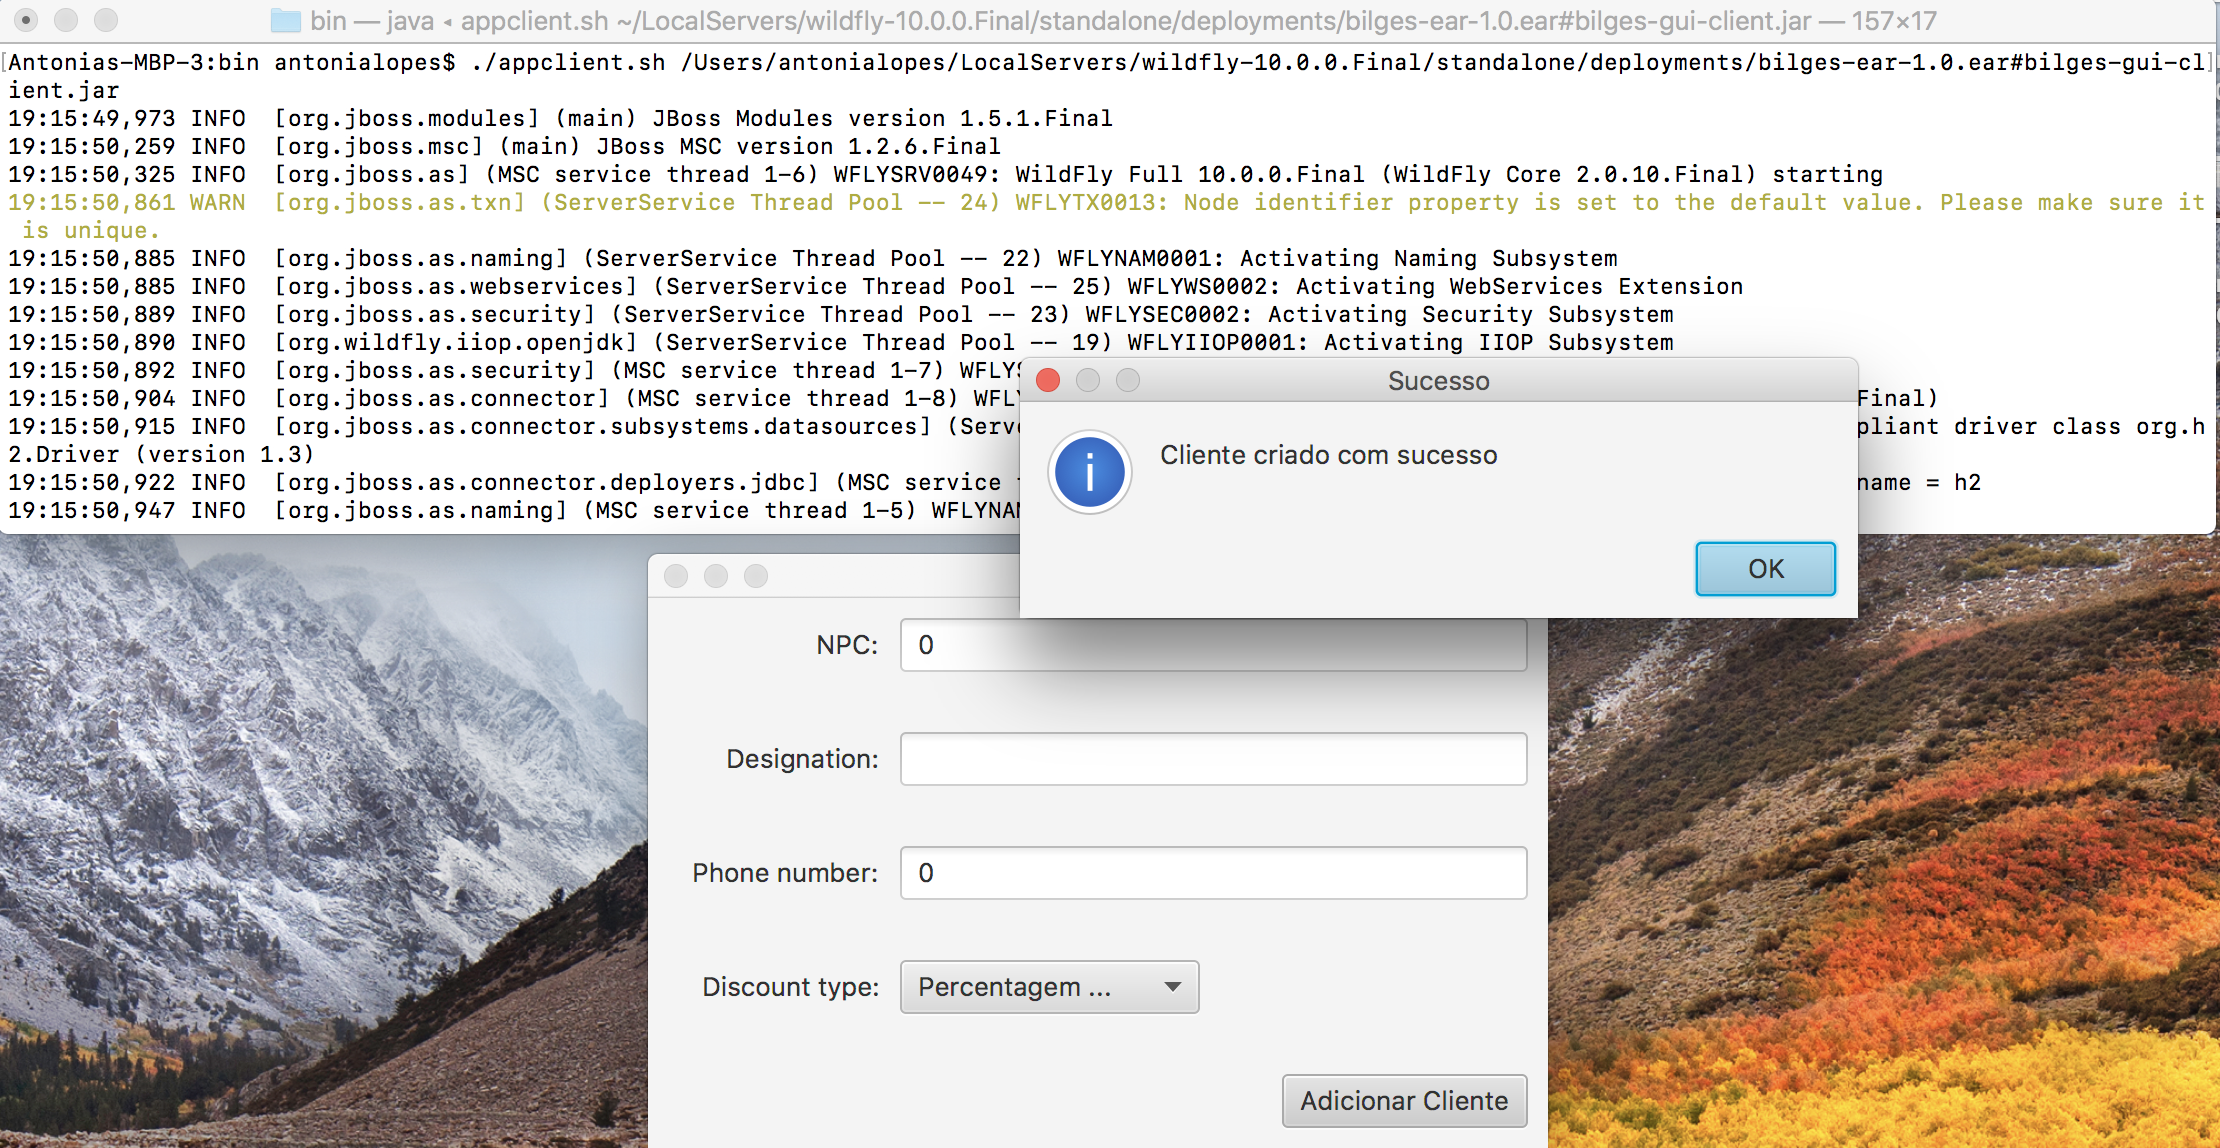 bin — java ◂ appclient.sh ~/LocalServers/wildfly-10.0.0.Final/standalone/deployments/bilges-ear-1.0.ear#bilges-gui-client.jar — 157×17
[Antonias-MBP-3:bin antonialopes$ ./appclient.sh /Users/antonialopes/LocalServers/wildfly-10.0.0.Final/standalone/deployments/bilges-ear-1.0.ear#bilges-gui-cl]
ient.jar
19:15:49,973 INFO  [org.jboss.modules] (main) JBoss Modules version 1.5.1.Final
19:15:50,259 INFO  [org.jboss.msc] (main) JBoss MSC version 1.2.6.Final
19:15:50,325 INFO  [org.jboss.as] (MSC service thread 1-6) WFLYSRV0049: WildFly Full 10.0.0.Final (WildFly Core 2.0.10.Final) starting
19:15:50,861 WARN  [org.jboss.as.txn] (ServerService Thread Pool -- 24) WFLYTX0013: Node identifier property is set to the default value. Please make sure it
is unique.
19:15:50,885 INFO  [org.jboss.as.naming] (ServerService Thread Pool -- 22) WFLYNAM0001: Activating Naming Subsystem
19:15:50,885 INFO  [org.jboss.as.webservices] (ServerService Thread Pool -- 25) WFLYWS0002: Activating WebServices Extension
19:15:50,889 INFO  [org.jboss.as.security] (ServerService Thread Pool -- 23) WFLYSEC0002: Activating Security Subsystem
19:15:50,890 INFO  [org.wildfly.iiop.openjdk] (ServerService Thread Pool -- 19) WFLYIIOP0001: Activating IIOP Subsystem
19:15:50,892 INFO  [org.jboss.as.security] (MSC service thread 1-7) WFLYS
19:15:50,904 INFO  [org.jboss.as.connector] (MSC service thread 1-8) WFL Final)
19:15:50,915 INFO  [org.jboss.as.connector.subsystems.datasources] (Serv pliant driver class org.h
2.Driver (version 1.3)
19:15:50,922 INFO  [org.jboss.as.connector.deployers.jdbc] (MSC service name = h2
19:15:50,947 INFO  [org.jboss.as.naming] (MSC service thread 1-5) WFLYNAM
Sucesso
Cliente criado com sucesso
OK
NPC: 0
Designation:
Phone number: 0
Discount type: Percentagem ...
Adicionar Cliente